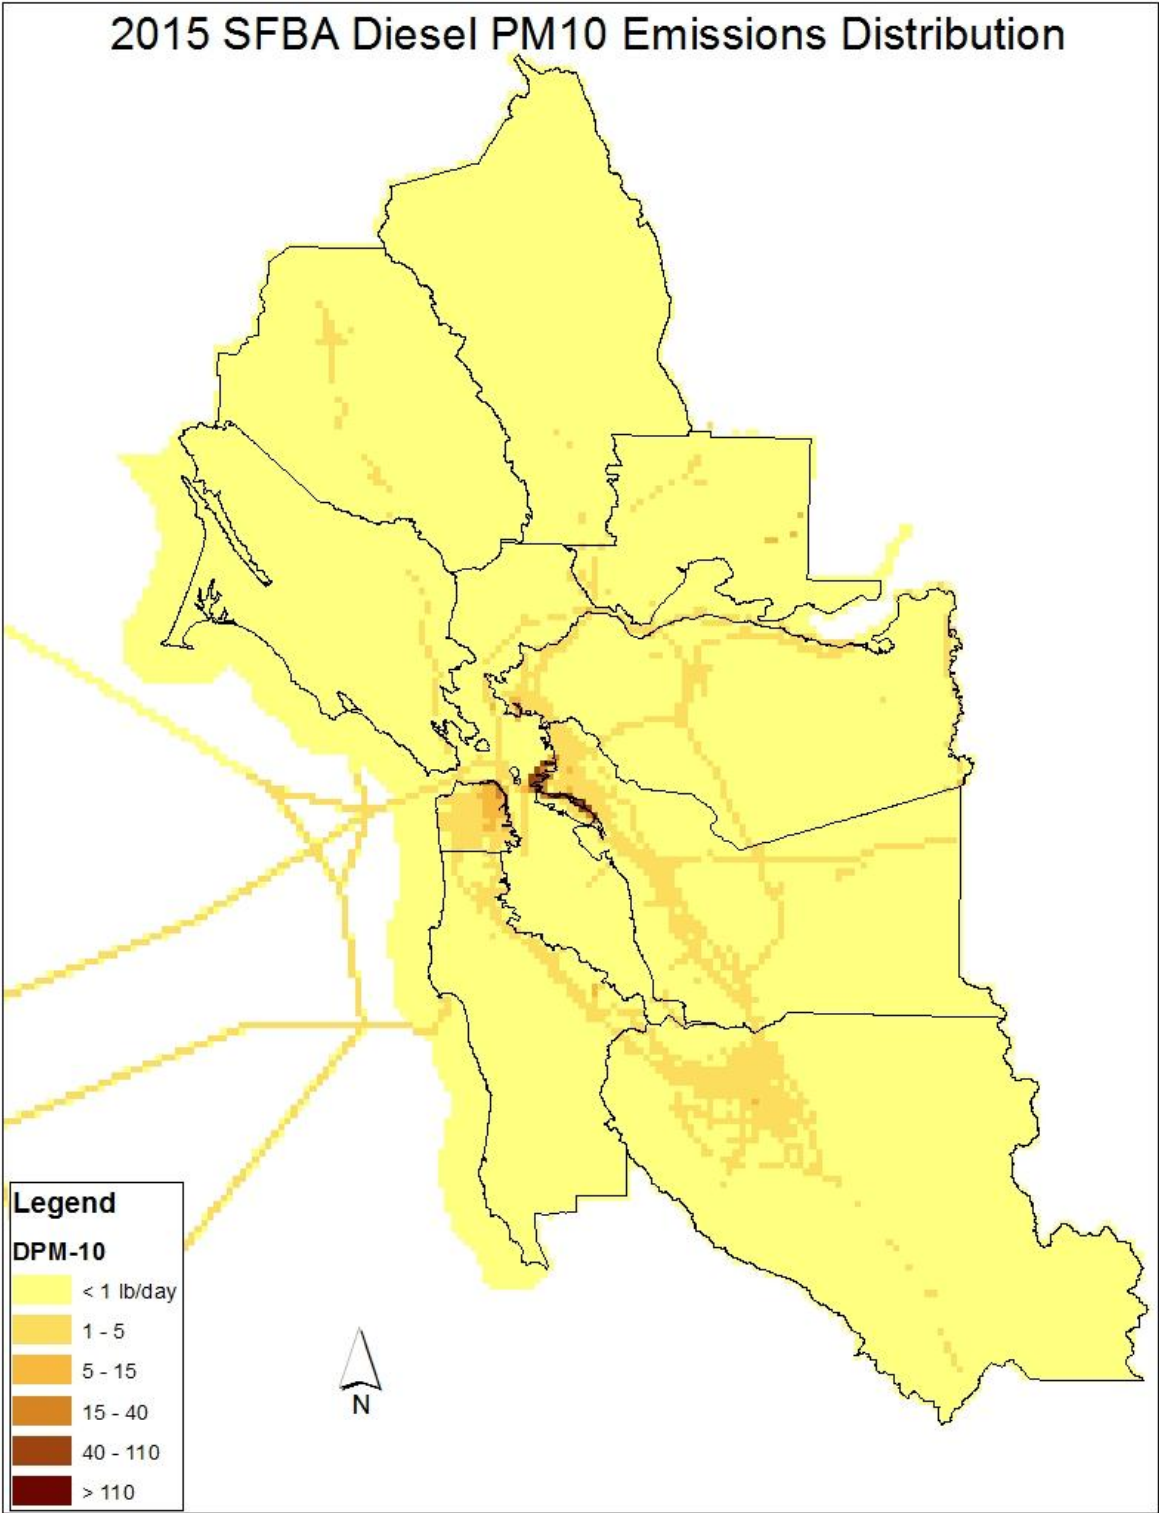 2015 SFBA Diesel PM10 Emissions Distribution
Legend
DPM-10
< 1 lb/day
1 - 5
5 - 15
15 - 40
40 - 110
> 110
N